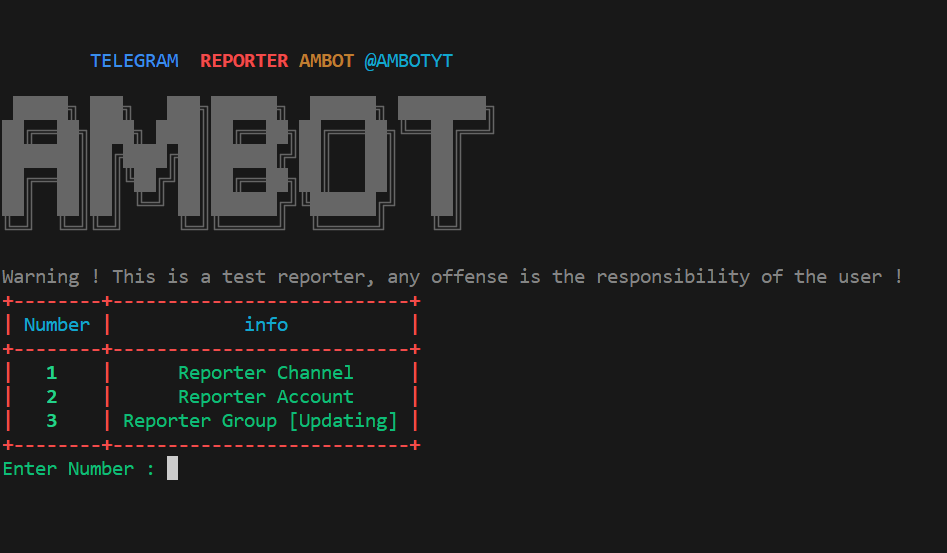 TELEGRAM REPORTER AMBOT @AMBOTYT
AMBOT
Warning ! This is a test reporter, any offense is the responsibility of the user !
+--------+---------------------------+
| Number | info |
+--------+---------------------------+
| 1 | Reporter Channel |
| 2 | Reporter Account |
| 3 | Reporter Group [Updating] |
+--------+---------------------------+
Enter Number :